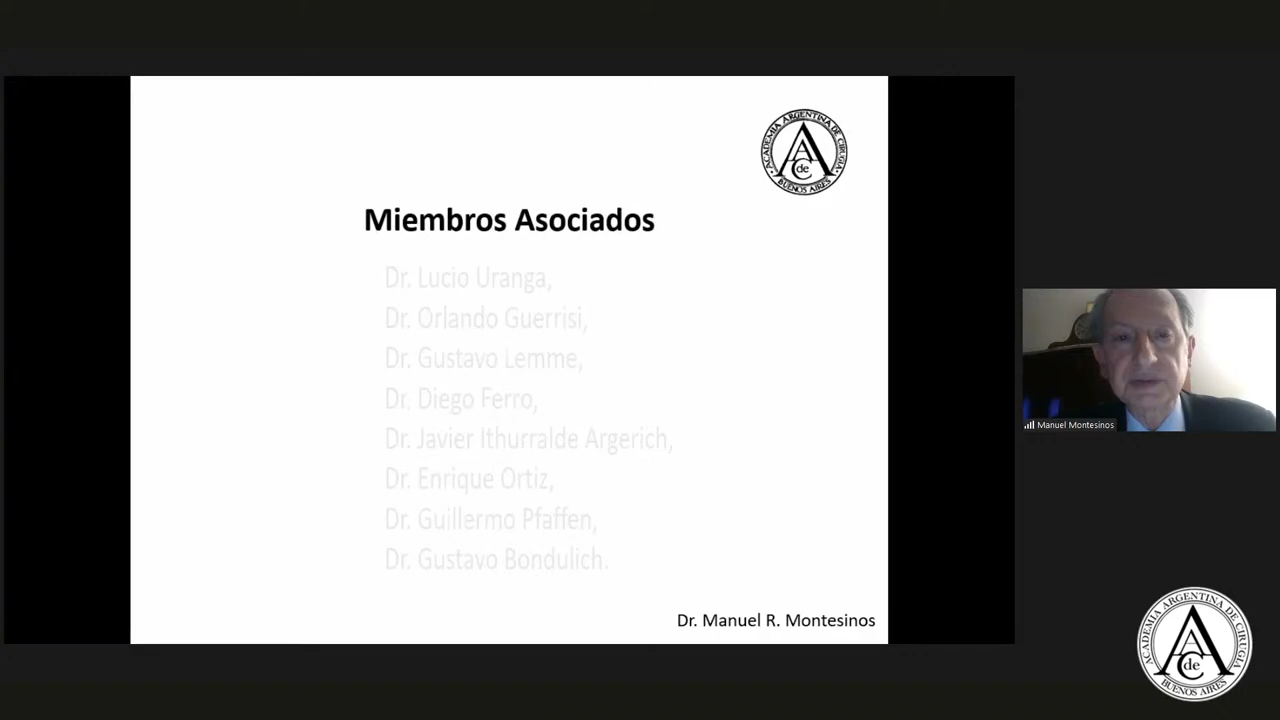 ACADEMIA ARGENTINA DE CIRUGIA
AAdeC
BUENOS AIRES
Miembros Asociados
Dr. Lucio Uranga,
Dr. Orlando Guerrisi,
Dr. Gustavo Lemme,
Dr. Diego Ferro,
Dr. Javier Ithurralde Argerich,
Dr. Enrique Ortiz,
Dr. Guillermo Pfaffen,
Dr. Gustavo Bondulich.
Dr. Manuel R. Montesinos
Manuel Montesinos
ACADEMIA ARGENTINA DE CIRUGIA
AAdeC
BUENOS AIRES